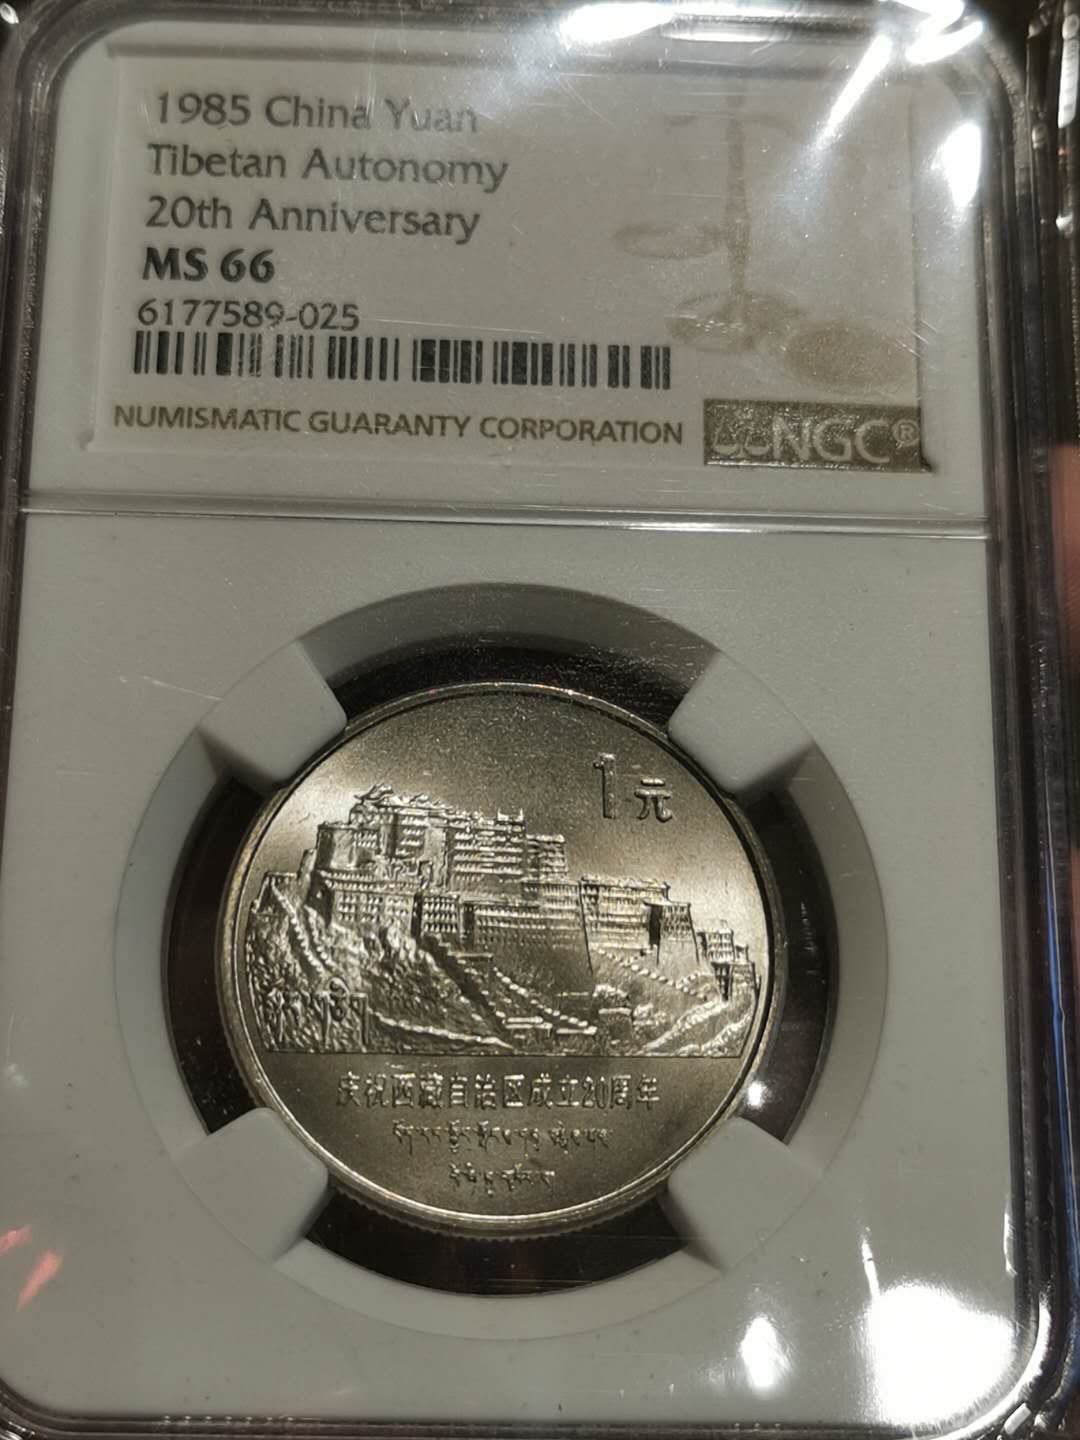 1985 China Yuan
Tibetan Autonomy
20th Anniversary
MS 66
6177589-025
NUMISMATIC GUARANTY CORPORATION
NGC®
1元
庆祝西藏自治区成立20周年